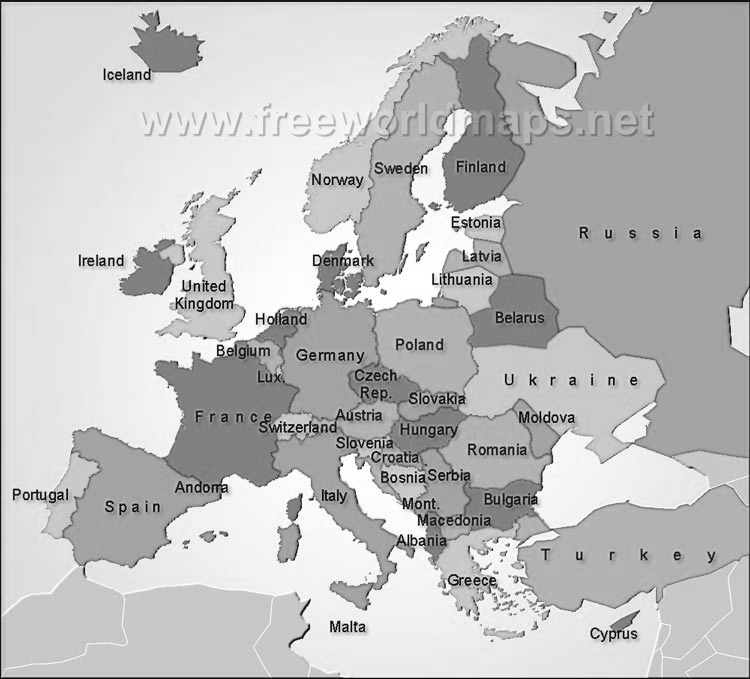 Iceland
www.freeworldmaps.net
Finland
Sweden
Norway
Estonia
Russia
Latvia
Ireland
Denmark
Lithuania
United
Kingdom
Belarus
Holland
Poland
Belgium
Germany
Lux.
Czech
Rep.
Ukraine
Slovakia
France
Austria
Moldova
Switzerland
Hungary
Slovenia
Romania
Croatia
Bosnia
Serbia
Andorra
Portugal
Spain
Italy
Mont.
Bulgaria
Macedonia
Albania
Turkey
Greece
Malta
Cyprus